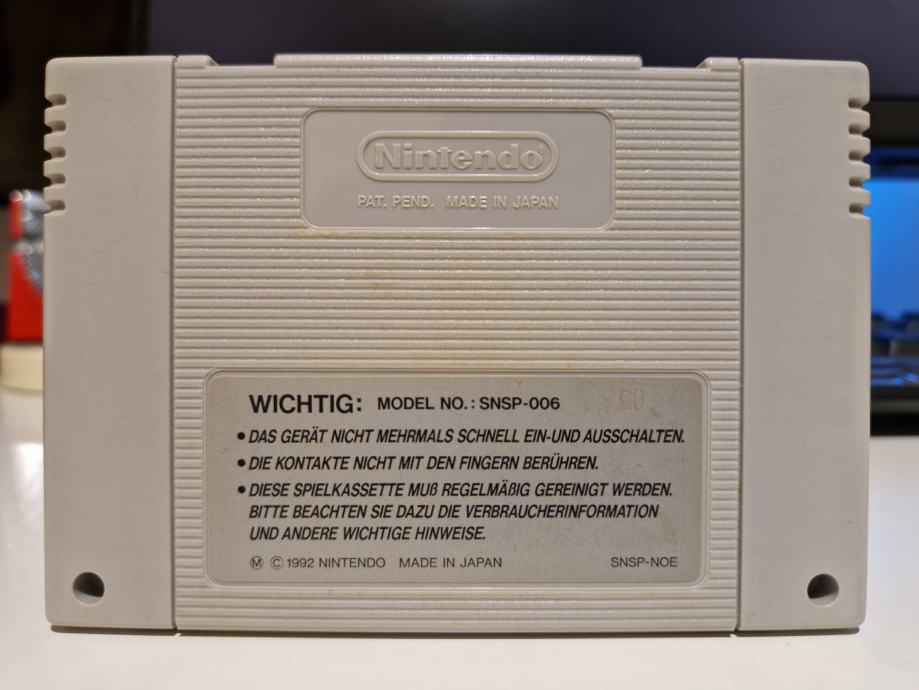 Nintendo®
PAT. PEND. MADE IN JAPAN
WICHTIG: MODEL NO.: SNSP-006
• DAS GERÄT NICHT MEHRMALS SCHNELL EIN-UND AUSSCHALTEN.
• DIE KONTAKTE NICHT MIT DEN FINGERN BERÜHREN.
• DIESE SPIELKASSETTE MUß REGELMÄßIG GEREINIGT WERDEN.
BITTE BEACHTEN SIE DAZU DIE VERBRAUCHERINFORMATION
UND ANDERE WICHTIGE HINWEISE.
Ⓜ © 1992 NINTENDO MADE IN JAPAN SNSP-NOE